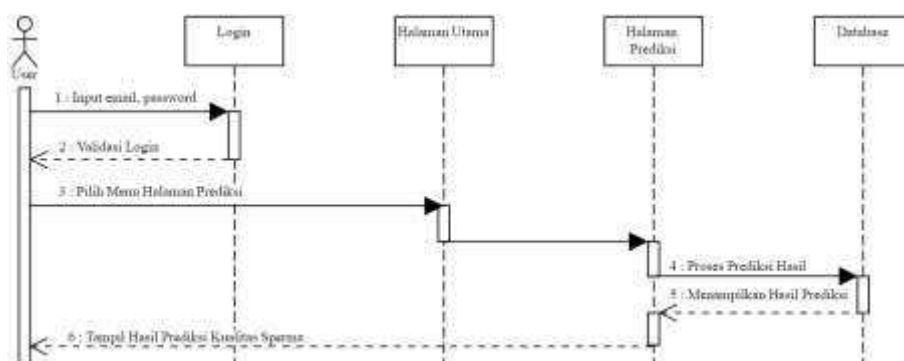 Login
Halaman Utama
Halaman
Prediksi
Database
User
1 : Input email, password
2 : Validasi Login
3 : Pilih Menu Halaman Prediksi
4 : Proses Prediksi Hasil
5 : Menampilkan Hasil Prediksi
6 : Tampil Hasil Prediksi Kualitas Sperma